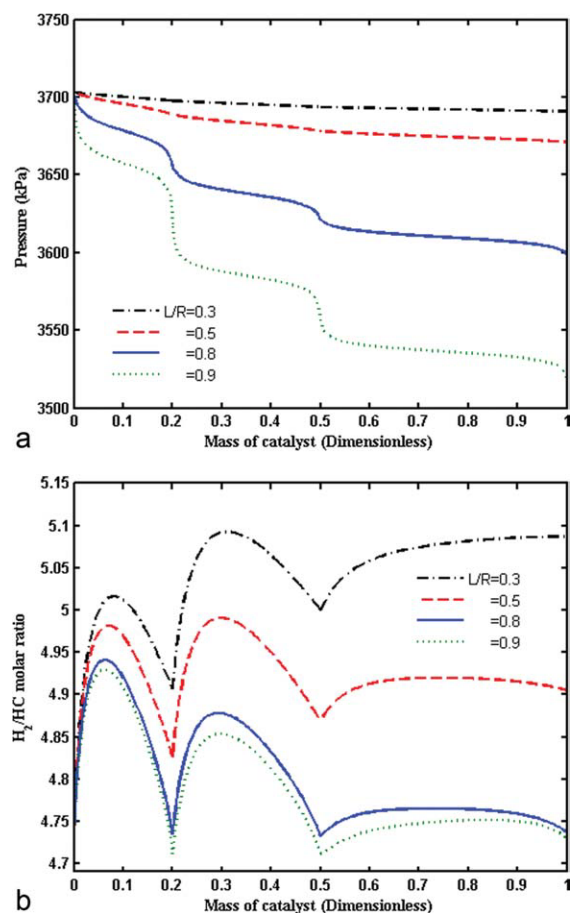 3750
3700
3650
3600
3550
3500
Pressure (kPa)
L/R=0.3
=0.5
=0.8
=0.9
0 0.1 0.2 0.3 0.4 0.5 0.6 0.7 0.8 0.9 1
Mass of catalyst (Dimensionless)
a
5.15
5.1
5.05
5
4.95
4.9
4.85
4.8
4.75
4.7
H2/HC molar ratio
L/R=0.3
=0.5
=0.8
=0.9
0 0.1 0.2 0.3 0.4 0.5 0.6 0.7 0.8 0.9 1
Mass of catalyst (Dimensionless)
b